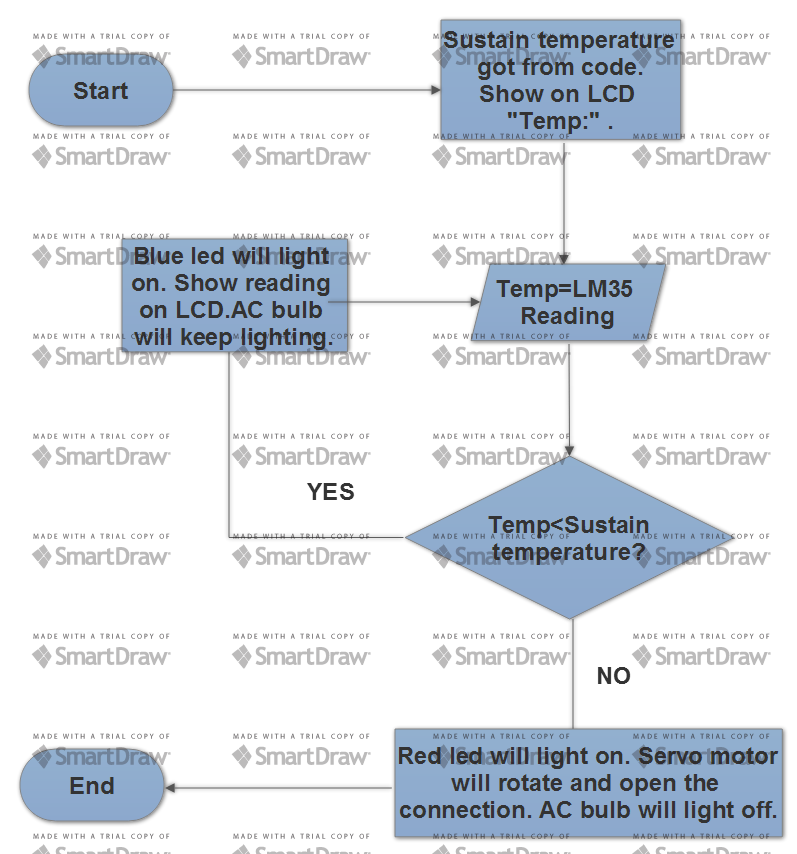 Start
Sustain temperature
got from code.
Show on LCD
"Temp:" .
Blue led will light
on. Show reading
on LCD.AC bulb
will keep lighting.
Temp=LM35
Reading
YES
Temp<Sustain
temperature?
NO
Red led will light on. Servo motor
will rotate and open the
connection. AC bulb will light off.
End
MADE WITH A TRIAL COPY OF
SmartDraw